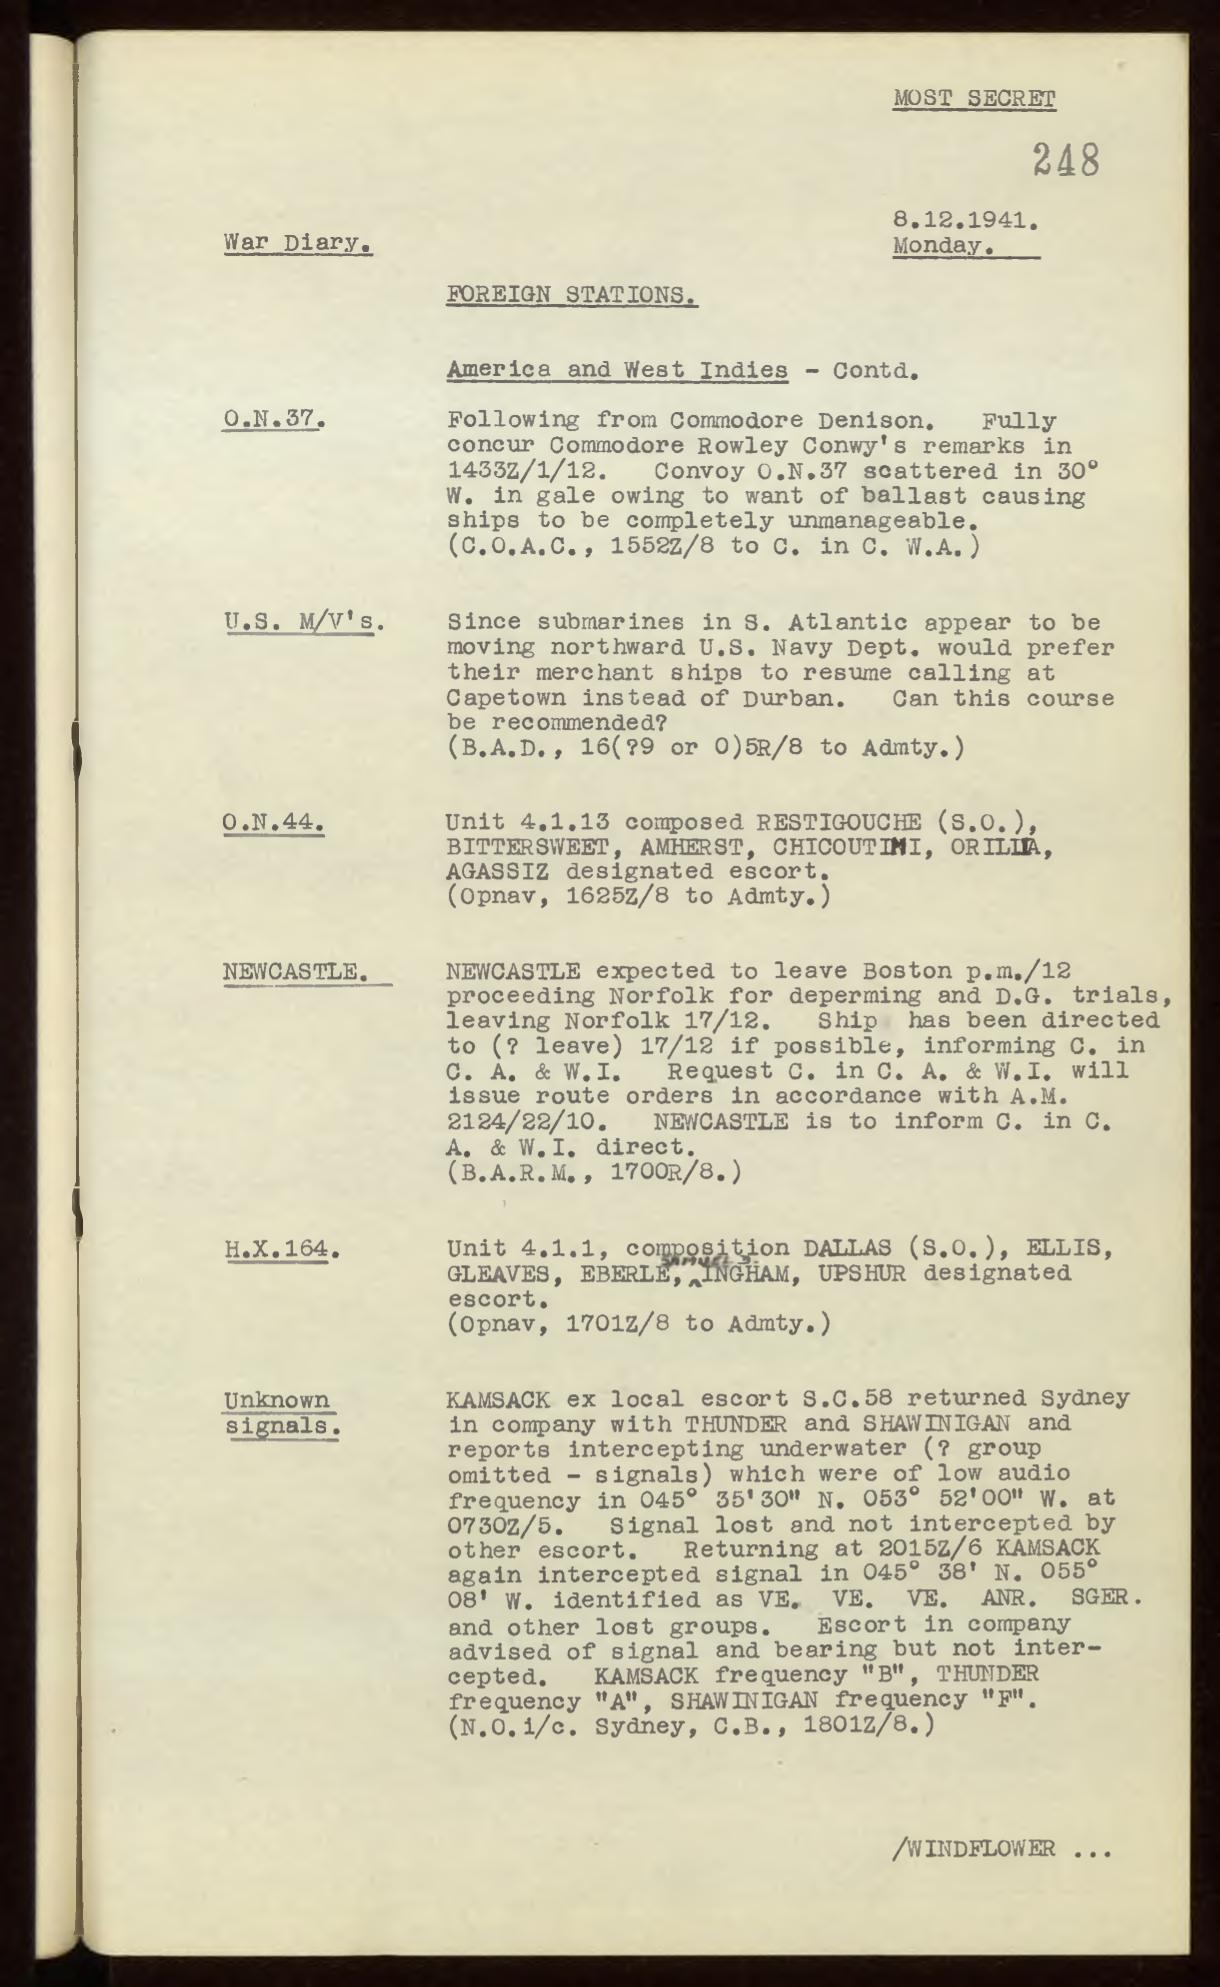 MOST SECRET
248
8.12.1941.
War Diary.
Monday.
FOREIGN STATIONS.
America and West Indies - Contd.
O.N.37.
Following from Commodore Denison. Fully
concur Commodore Rowley Conwy's remarks in
1433Z/1/12. Convoy O.N.37 scattered in 30°
W. in gale owing to want of ballast causing
ships to be completely unmanageable.
(C.O.A.C., 1552Z/8 to C. in C. W.A.)
U.S. M/V's.
Since submarines in S. Atlantic appear to be
moving northward U.S. Navy Dept. would prefer
their merchant ships to resume calling at
Capetown instead of Durban. Can this course
be recommended?
(B.A.D., 16(?9 or 0)5R/8 to Admty.)
O.N.44.
Unit 4.1.13 composed RESTIGOUCHE (S.O.),
BITTERSWEET, AMHERST, CHICOUTIMI, ORILLIA,
AGASSIZ designated escort.
(Opnav, 1625Z/8 to Admty.)
NEWCASTLE.
NEWCASTLE expected to leave Boston p.m./12
proceeding Norfolk for deperming and D.G. trials,
leaving Norfolk 17/12. Ship has been directed
to (? leave) 17/12 if possible, informing C. in
C. A. & W.I. Request C. in C. A. & W.I. will
issue route orders in accordance with A.M.
2124/22/10. NEWCASTLE is to inform C. in C.
A. & W.I. direct.
(B.A.R.M., 1700R/8.)
H.X.164.
Unit 4.1.1, composition DALLAS (S.O.), ELLIS,
SAMUEL D.
GLEAVES, EBERLE, INGHAM, UPSHUR designated
escort.
(Opnav, 1701Z/8 to Admty.)
Unknown
signals.
KAMSACK ex local escort S.C.58 returned Sydney
in company with THUNDER and SHAWINIGAN and
reports intercepting underwater (? group
omitted - signals) which were of low audio
frequency in 045° 35'30" N. 053° 52'00" W. at
0730Z/5. Signal lost and not intercepted by
other escort. Returning at 2015Z/6 KAMSACK
again intercepted signal in 045° 38' N. 055°
08' W. identified as VE. VE. VE. ANR. SGER.
and other lost groups. Escort in company
advised of signal and bearing but not inter-
cepted. KAMSACK frequency "B", THUNDER
frequency "A", SHAWINIGAN frequency "F".
(N.O.i/c. Sydney, C.B., 1801Z/8.)
/WINDFLOWER ...